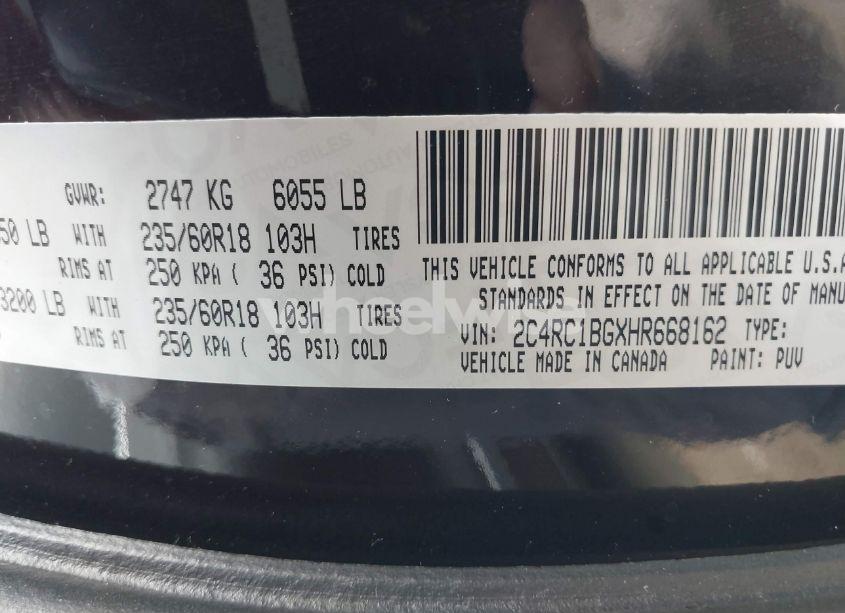 GVWR: 2747 KG 6055 LB
50 LB WITH 235/60R18 103H TIRES
RIMS AT 250 KPA ( 36 PSI) COLD
3200 LB WITH 235/60R18 103H TIRES
RIMS AT 250 KPA ( 36 PSI) COLD
THIS VEHICLE CONFORMS TO ALL APPLICABLE U.S.A
STANDARDS IN EFFECT ON THE DATE OF MANU
VIN: 2C4RC1BGXHR668162 TYPE:
VEHICLE MADE IN CANADA PAINT: PUV
wheelwise